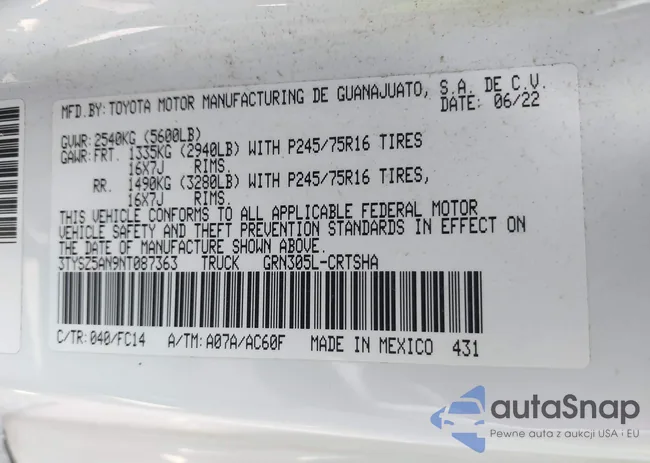 MFD.BY:TOYOTA MOTOR MANUFACTURING DE GUANAJUATO, S.A. DE C.V.
DATE: 06/22
GVWR:2540KG (5600LB)
GAWR:FRT. 1335KG (2940LB) WITH P245/75R16 TIRES
16X7J RIMS.
RR. 1490KG (3280LB) WITH P245/75R16 TIRES,
16X7J RIMS.
THIS VEHICLE CONFORMS TO ALL APPLICABLE FEDERAL MOTOR
VEHICLE SAFETY AND THEFT PREVENTION STANDARDS IN EFFECT ON
THE DATE OF MANUFACTURE SHOWN ABOVE.
3TYSZ5AN9NT087363 TRUCK GRN305L-CRTSHA
C/TR:040/FC14 A/TM:A07A/AC60F MADE IN MEXICO 431
autaSnap
Pewne auta z aukcji USA i EU